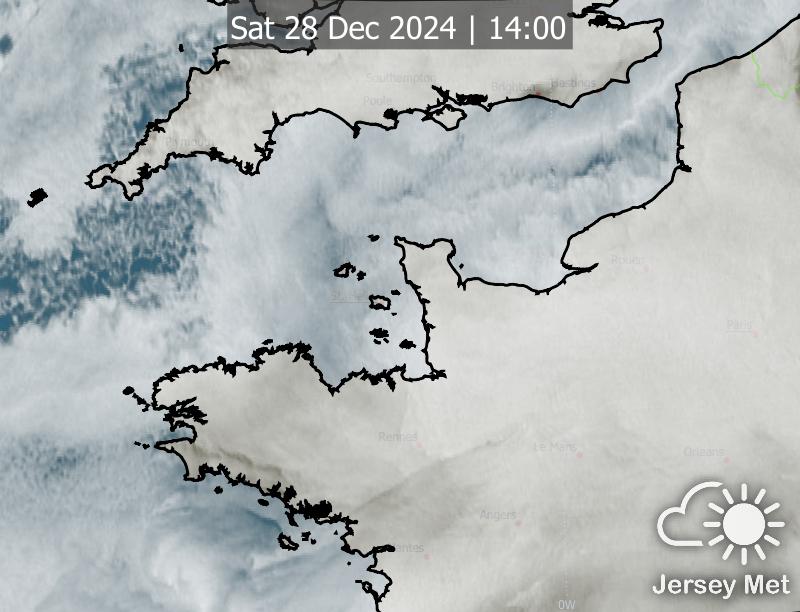 Sat 28 Dec 2024 | 14:00
Southampton
Brighton Hastings
Poole
Rouen
Paris
Rennes
Le Mans
Orleans
Angers
Nantes
Jersey Met
0W